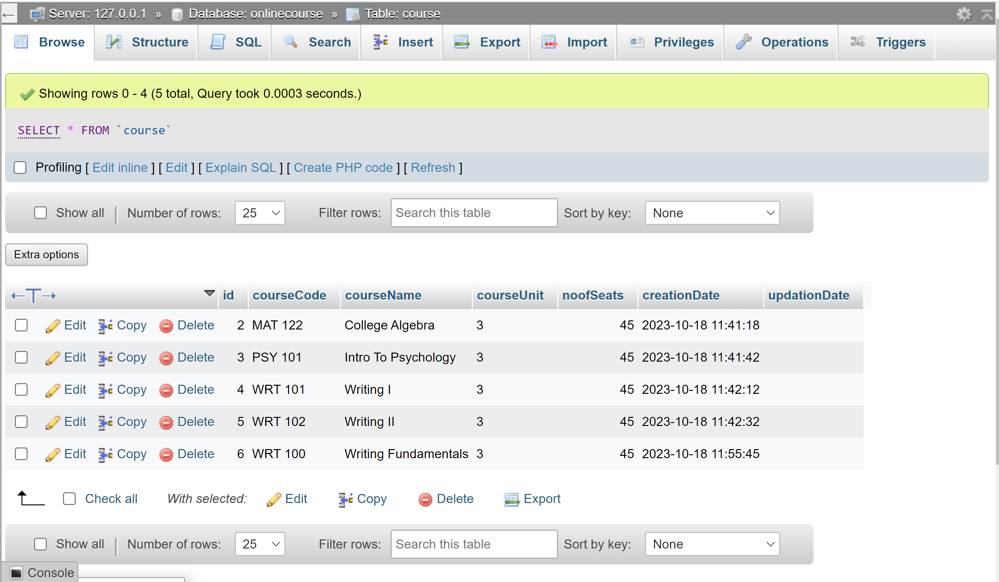 Server: 127.0.0.1 » Database: onlinecourse » Table: course
Browse Structure SQL Search Insert Export Import Privileges Operations Triggers
Showing rows 0 - 4 (5 total, Query took 0.0003 seconds.)
SELECT * FROM `course`
Profiling [ Edit inline ] [ Edit ] [ Explain SQL ] [ Create PHP code ] [ Refresh ]
Show all | Number of rows: 25 Filter rows: Search this table Sort by key: None
Extra options
←T→ id courseCode courseName courseUnit noofSeats creationDate updationDate
Edit Copy Delete 2 MAT 122 College Algebra 3 45 2023-10-18 11:41:18
Edit Copy Delete 3 PSY 101 Intro To Psychology 3 45 2023-10-18 11:41:42
Edit Copy Delete 4 WRT 101 Writing I 3 45 2023-10-18 11:42:12
Edit Copy Delete 5 WRT 102 Writing II 3 45 2023-10-18 11:42:32
Edit Copy Delete 6 WRT 100 Writing Fundamentals 3 45 2023-10-18 11:55:45
Check all With selected: Edit Copy Delete Export
Show all | Number of rows: 25 Filter rows: Search this table Sort by key: None
Console